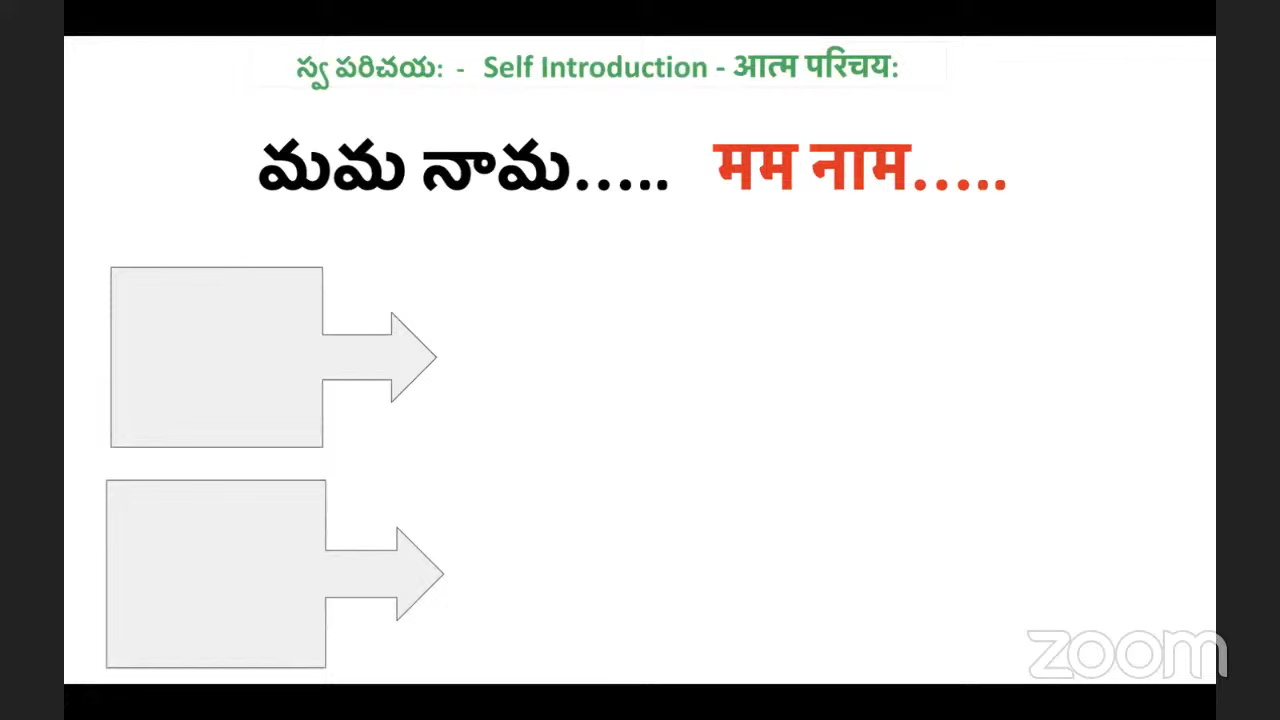 స్వ పరిచయ: - Self Introduction - आत्म परिचय:
మమ నామ..... मम नाम.....
zoom